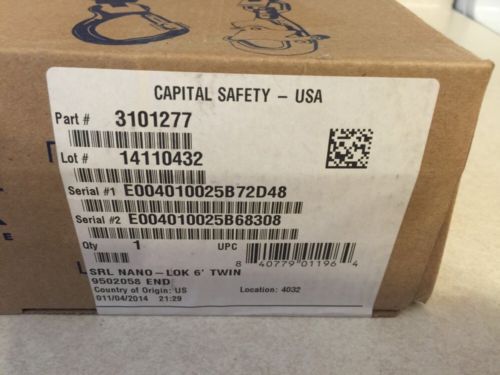 CAPITAL SAFETY – USA
Part # 3101277
Lot # 14110432
Serial #1 E004010025B72D48
Serial #2 E004010025B68308
Qty 1 UPC
8 40779 01196 4
SRL NANO–LOK 6' TWIN
9502058 END
Country of Origin: US Location: 4032
011/04/2014 21:29